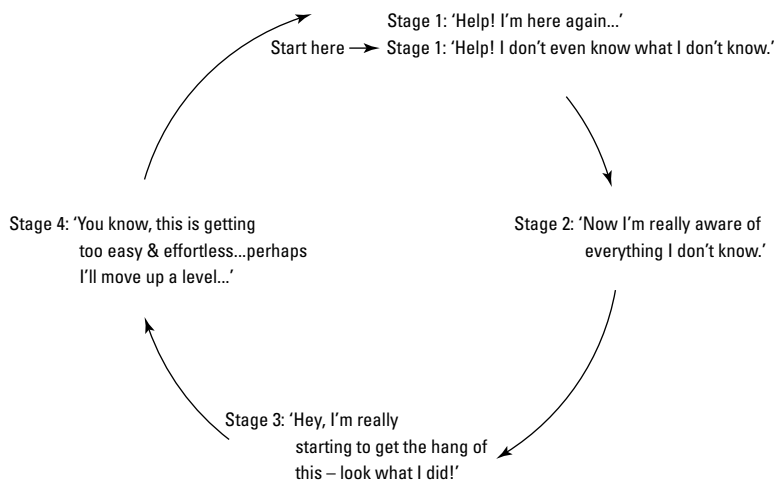 Stage 1: ‘Help! I'm here again...’
Start here Stage 1: ‘Help! I don't even know what I don't know.’
Stage 2: ‘Now I'm really aware of
everything I don't know.’
Stage 3: ‘Hey, I'm really
starting to get the hang of
this – look what I did!’
Stage 4: ‘You know, this is getting
too easy & effortless...perhaps
I'll move up a level...’